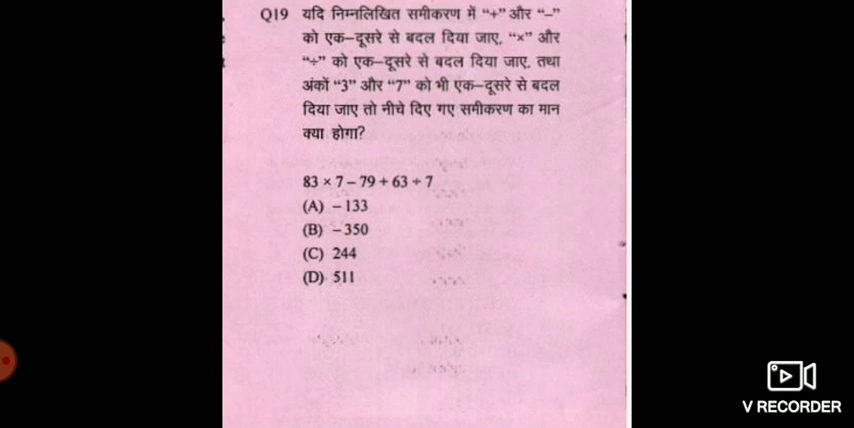 Q19 यदि निम्नलिखित समीकरण में “+” और “–”
को एक–दूसरे से बदल दिया जाए, “×” और
“÷” को एक–दूसरे से बदल दिया जाए, तथा
अंकों “3” और “7” को भी एक–दूसरे से बदल
दिया जाए तो नीचे दिए गए समीकरण का मान
क्या होगा?
83 × 7 – 79 + 63 ÷ 7
(A) – 133
(B) – 350
(C) 244
(D) 511
V RECORDER